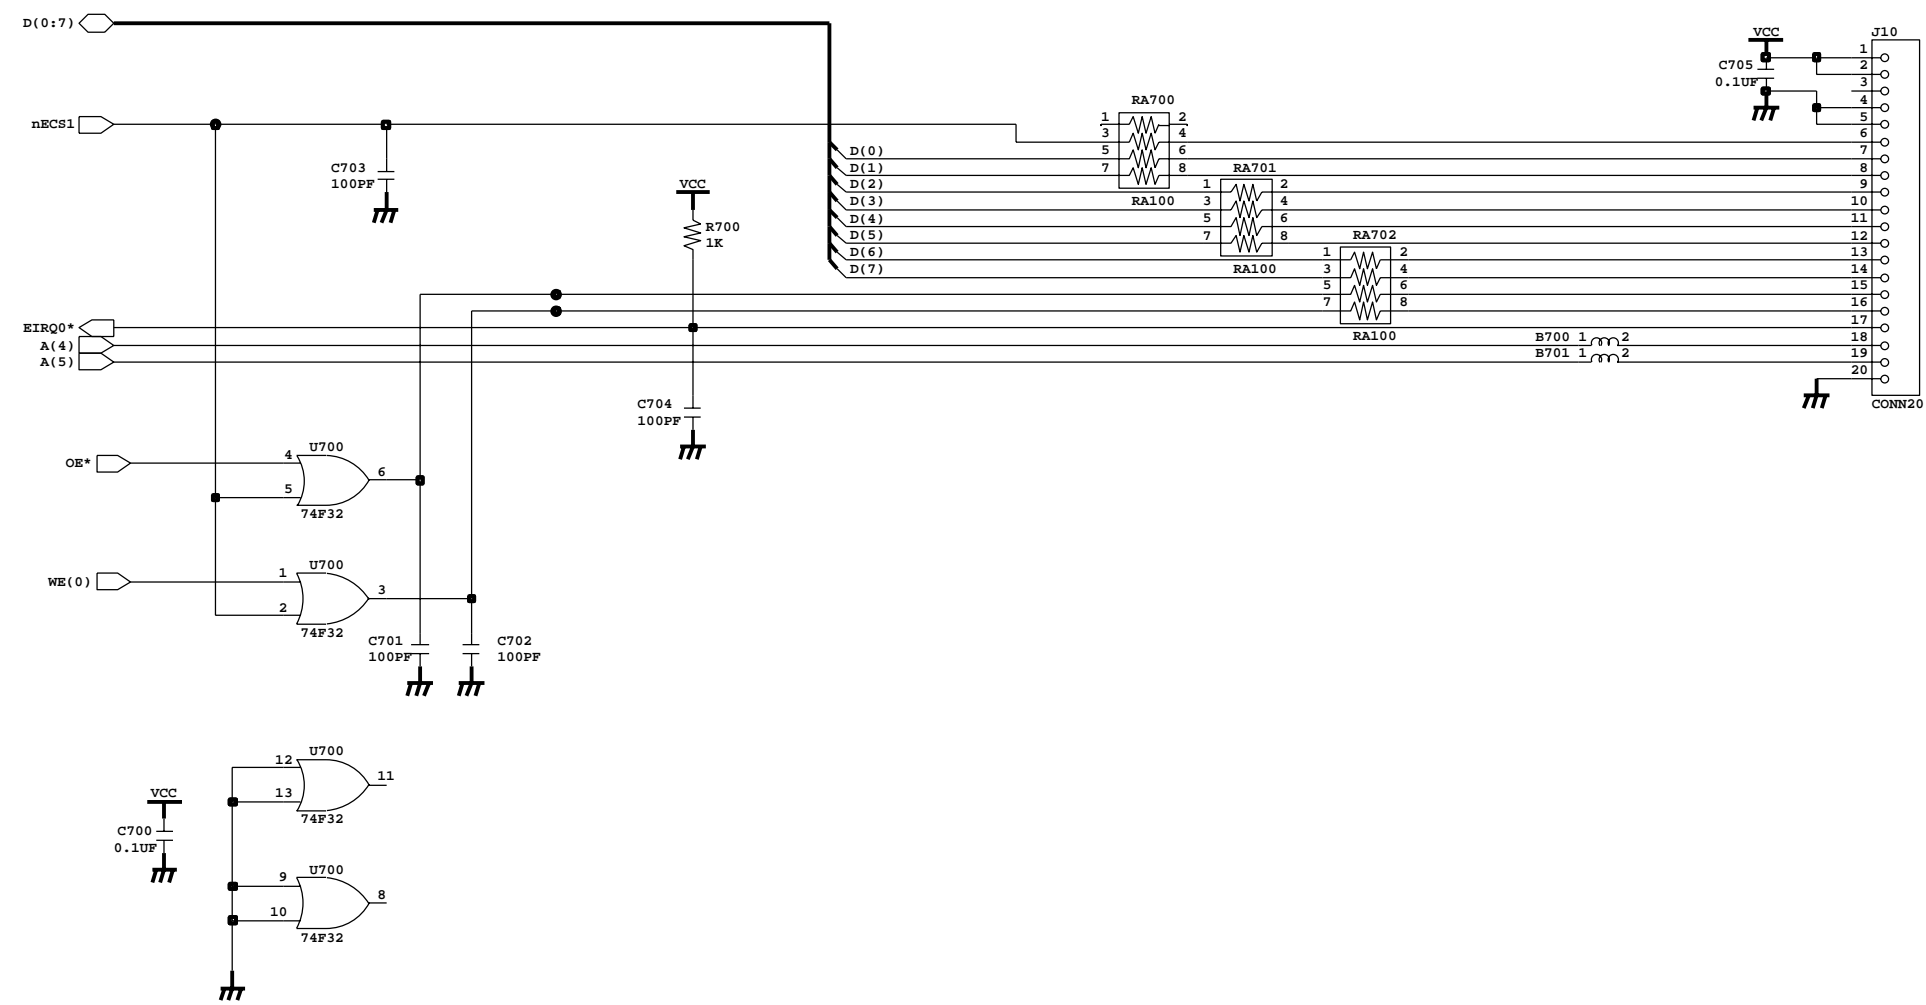 D(0:7)
J10
VCC
1
2
3
4
5
6
7
8
9
10
11
12
13
14
15
16
17
18
19
20
CONN20
C705
0.1UF
nECS1
RA700
1 2
3 4
5 6
7 8
RA100
D(0)
D(1)
D(2)
D(3)
D(4)
D(5)
D(6)
D(7)
RA701
1 2
3 4
5 6
7 8
RA100
RA702
1 2
3 4
5 6
7 8
RA100
C703
100PF
VCC
R700
1K
EIRQ0*
A(4)
A(5)
B700 1 2
B701 1 2
C704
100PF
OE*
U700
4
5
6
74F32
WE(0)
U700
1
2
3
74F32
C701
100PF
C702
100PF
U700
12
13
11
74F32
VCC
C700
0.1UF
U700
9
10
8
74F32